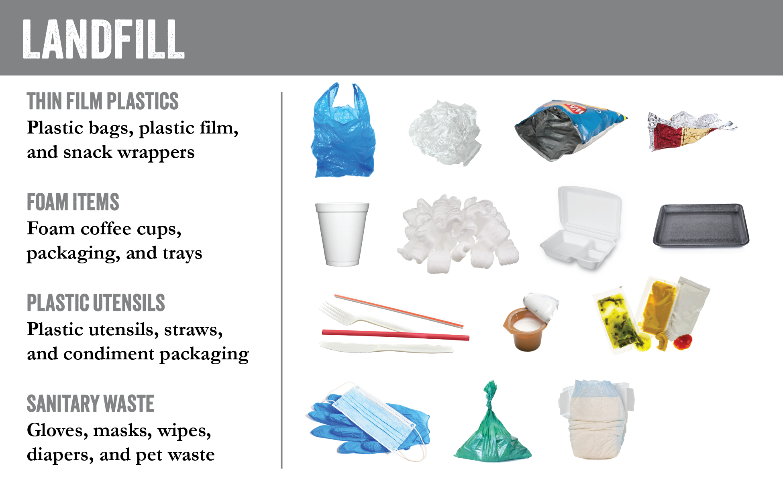 LANDFILL
THIN FILM PLASTICS
Plastic bags, plastic film,
and snack wrappers
FOAM ITEMS
Foam coffee cups,
packaging, and trays
PLASTIC UTENSILS
Plastic utensils, straws,
and condiment packaging
SANITARY WASTE
Gloves, masks, wipes,
diapers, and pet waste